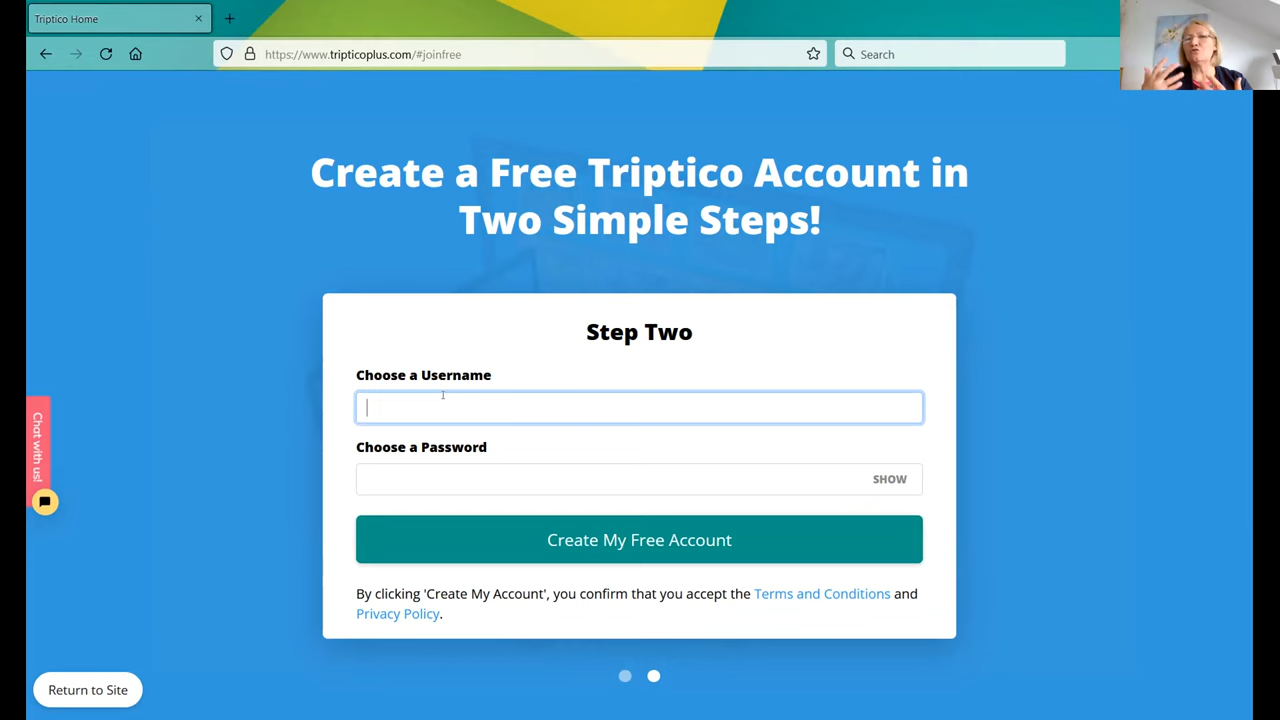 Triptico Home
https://www.tripticoplus.com/#joinfree
Search
Create a Free Triptico Account in
Two Simple Steps!
Step Two
Choose a Username
Choose a Password
SHOW
Create My Free Account
By clicking 'Create My Account', you confirm that you accept the Terms and Conditions and
Privacy Policy.
Chat with us!
Return to Site